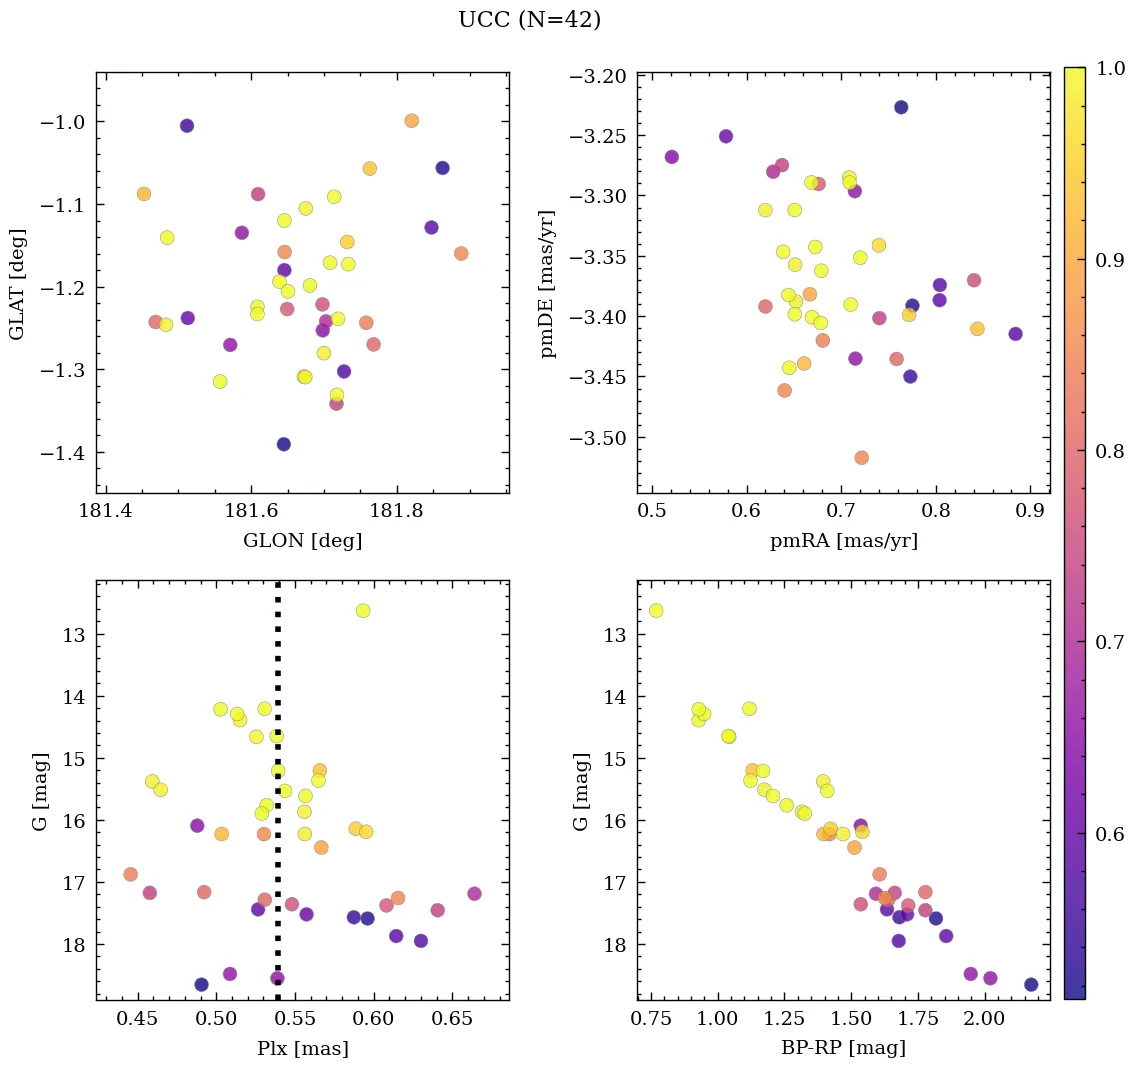 UCC (N=42)
−1.0
−1.1
−1.2
−1.3
−1.4
GLAT [deg]
181.4 181.6 181.8
GLON [deg]
−3.20
−3.25
−3.30
−3.35
−3.40
−3.45
−3.50
pmDE [mas/yr]
0.5 0.6 0.7 0.8 0.9
pmRA [mas/yr]
1.0
0.9
0.8
0.7
0.6
13
14
15
16
17
18
G [mag]
0.45 0.50 0.55 0.60 0.65
Plx [mas]
13
14
15
16
17
18
G [mag]
0.75 1.00 1.25 1.50 1.75 2.00
BP-RP [mag]